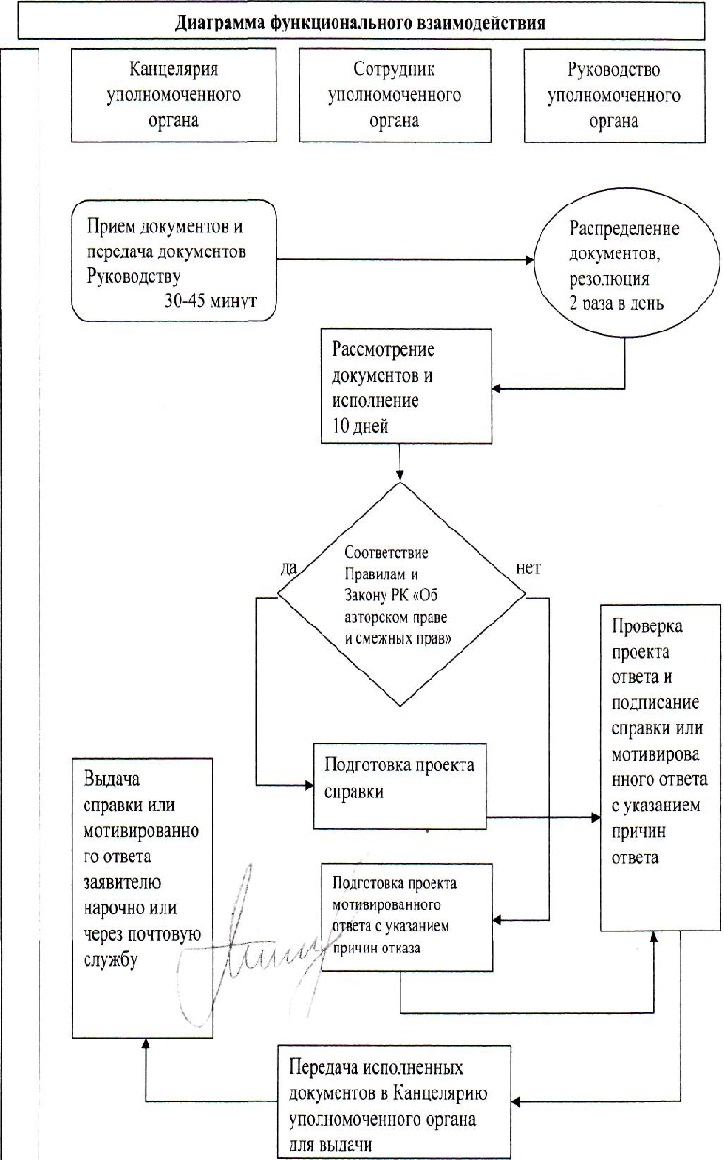 Диаграмма функционального взаимодействия
Канцелярия
уполномоченного
органа
Сотрудник
уполномоченного
органа
Руководство
уполномоченного
органа
Прием документов и
передача документов
Руководству
30-45 минут
Распределение
документов,
резолюция
2 раза в день
Рассмотрение
документов и
исполнение
10 дней
да
нет
Соответствие
Правилам и
Закону РК «Об
азторском праве
и смежных прав»
Проверка
проекта
ответа и
подписание
справки или
мотивирова
нного ответа
с указанием
причин
ответа
Подготовка проекта
справки
Выдача
справки или
мотивированно
го ответа
заявителю
нарочно или
через почтовую
службу
Подготовка проекта
мотивированного
ответа с указанием
причин отказа
Передача исполненных
документов в Канцелярию
уполномоченного органа
для выдачи